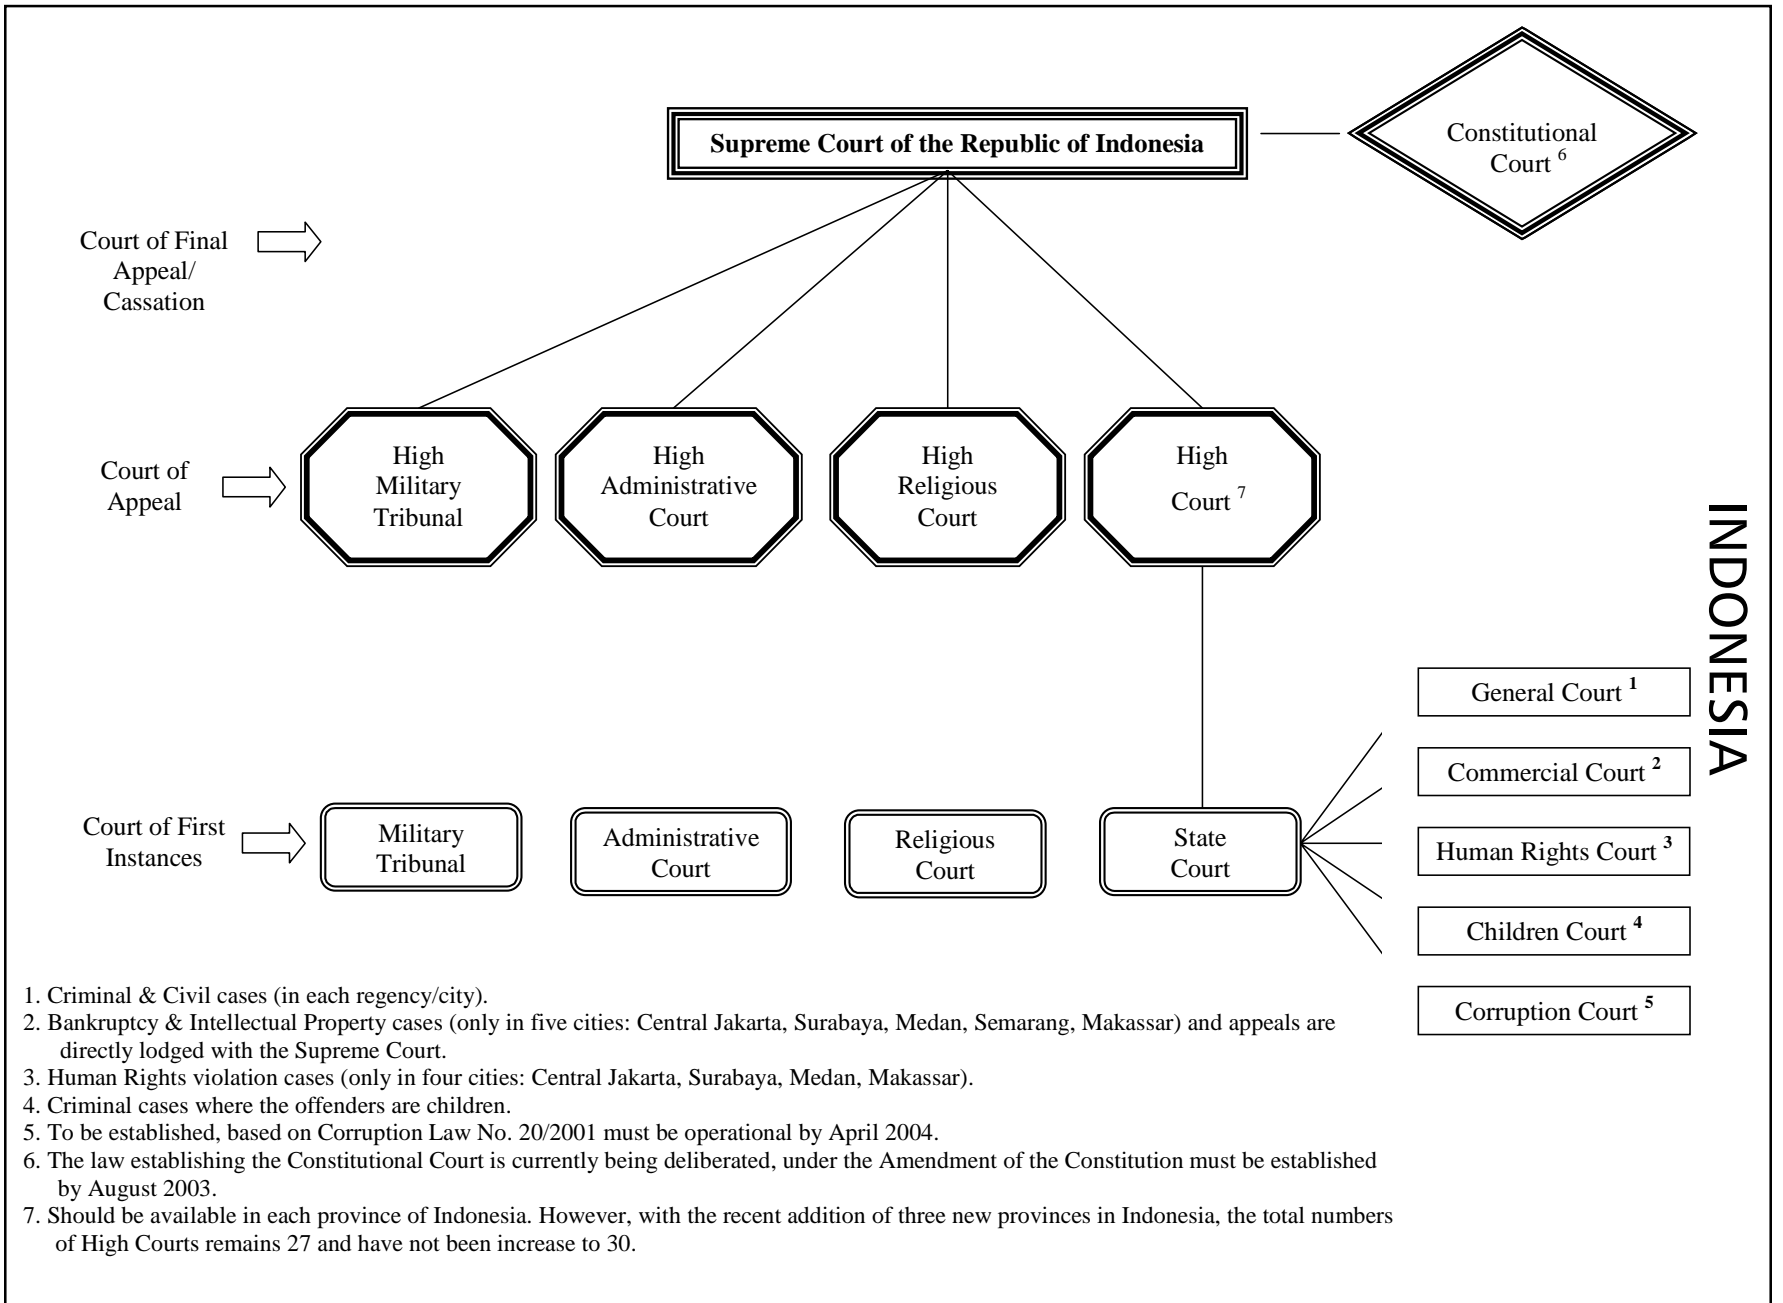 Supreme Court of the Republic of Indonesia
Constitutional
Court 6
Court of Final
Appeal/
Cassation
Court of
Appeal
High
Military
Tribunal
High
Administrative
Court
High
Religious
Court
High
Court 7
INDONESIA
Court of First
Instances
Military
Tribunal
Administrative
Court
Religious
Court
State
Court
General Court 1
Commercial Court 2
Human Rights Court 3
Children Court 4
Corruption Court 5
1. Criminal & Civil cases (in each regency/city).
2. Bankruptcy & Intellectual Property cases (only in five cities: Central Jakarta, Surabaya, Medan, Semarang, Makassar) and appeals are
directly lodged with the Supreme Court.
3. Human Rights violation cases (only in four cities: Central Jakarta, Surabaya, Medan, Makassar).
4. Criminal cases where the offenders are children.
5. To be established, based on Corruption Law No. 20/2001 must be operational by April 2004.
6. The law establishing the Constitutional Court is currently being deliberated, under the Amendment of the Constitution must be established
by August 2003.
7. Should be available in each province of Indonesia. However, with the recent addition of three new provinces in Indonesia, the total numbers
of High Courts remains 27 and have not been increase to 30.